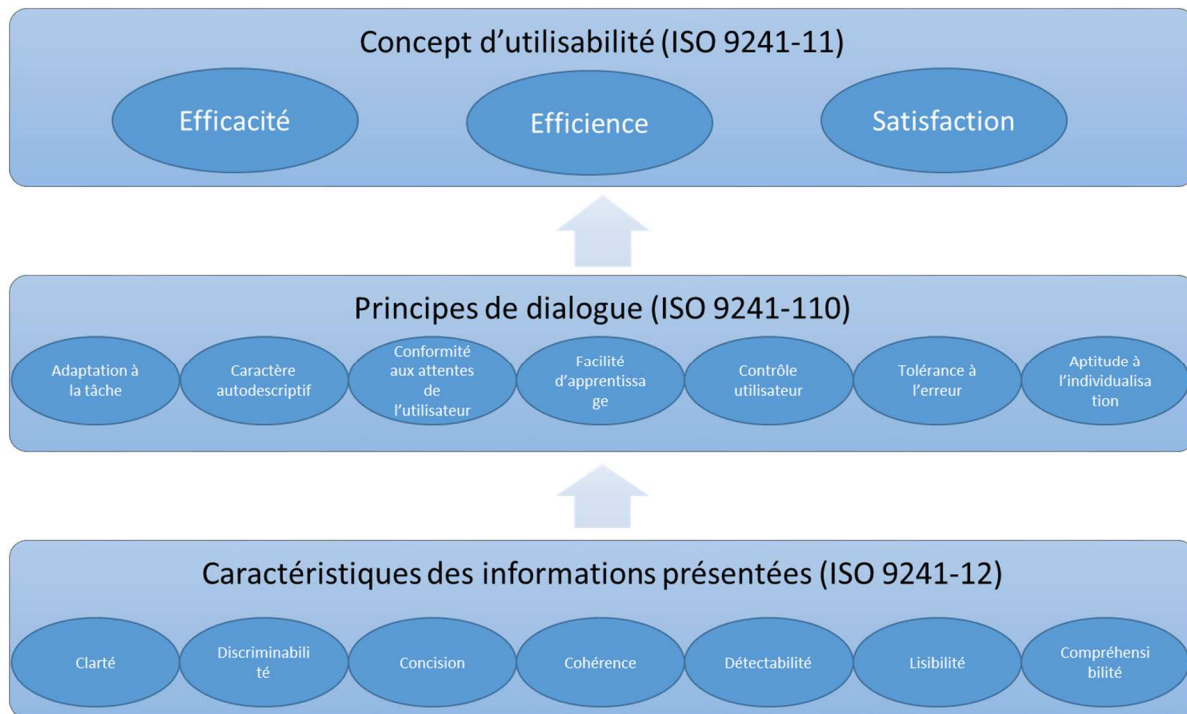 Concept d’utilisabilité (ISO 9241-11)
Efficacité
Efficience
Satisfaction
Principes de dialogue (ISO 9241-110)
Adaptation à
la tâche
Caractère
autodescriptif
Conformité
aux attentes
de
l’utilisateur
Facilité
d’apprentissa
ge
Contrôle
utilisateur
Tolérance à
l’erreur
Aptitude à
l’individualisa
tion
Caractéristiques des informations présentées (ISO 9241-12)
Clarté
Discriminabili
té
Concision
Cohérence
Détectabilité
Lisibilité
Compréhensi
bilité